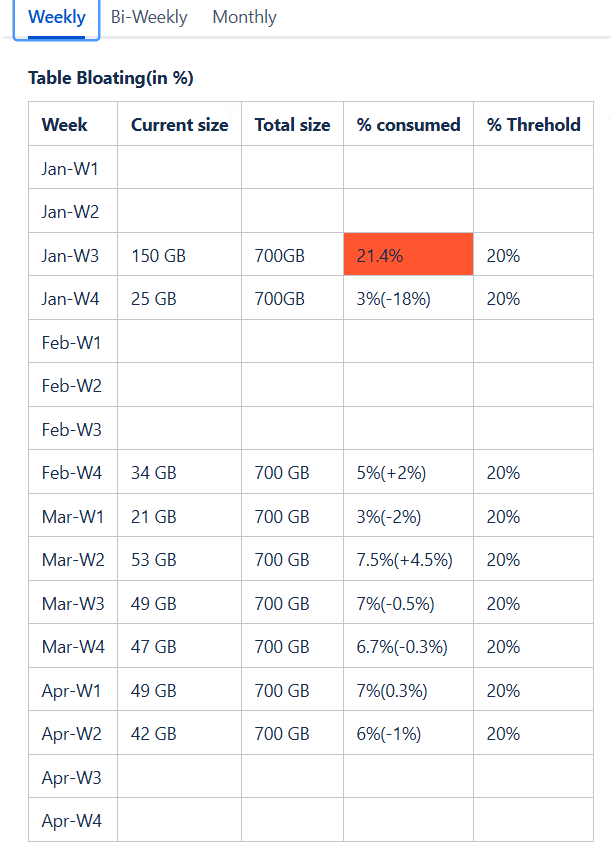 Weekly Bi-Weekly Monthly
Table Bloating(in %)
Week Current size Total size % consumed % Threhold
Jan-W1
Jan-W2
Jan-W3 150 GB 700GB 21.4% 20%
Jan-W4 25 GB 700GB 3%(-18%) 20%
Feb-W1
Feb-W2
Feb-W3
Feb-W4 34 GB 700 GB 5%(+2%) 20%
Mar-W1 21 GB 700 GB 3%(-2%) 20%
Mar-W2 53 GB 700 GB 7.5%(+4.5%) 20%
Mar-W3 49 GB 700 GB 7%(-0.5%) 20%
Mar-W4 47 GB 700 GB 6.7%(-0.3%) 20%
Apr-W1 49 GB 700 GB 7%(0.3%) 20%
Apr-W2 42 GB 700 GB 6%(-1%) 20%
Apr-W3
Apr-W4